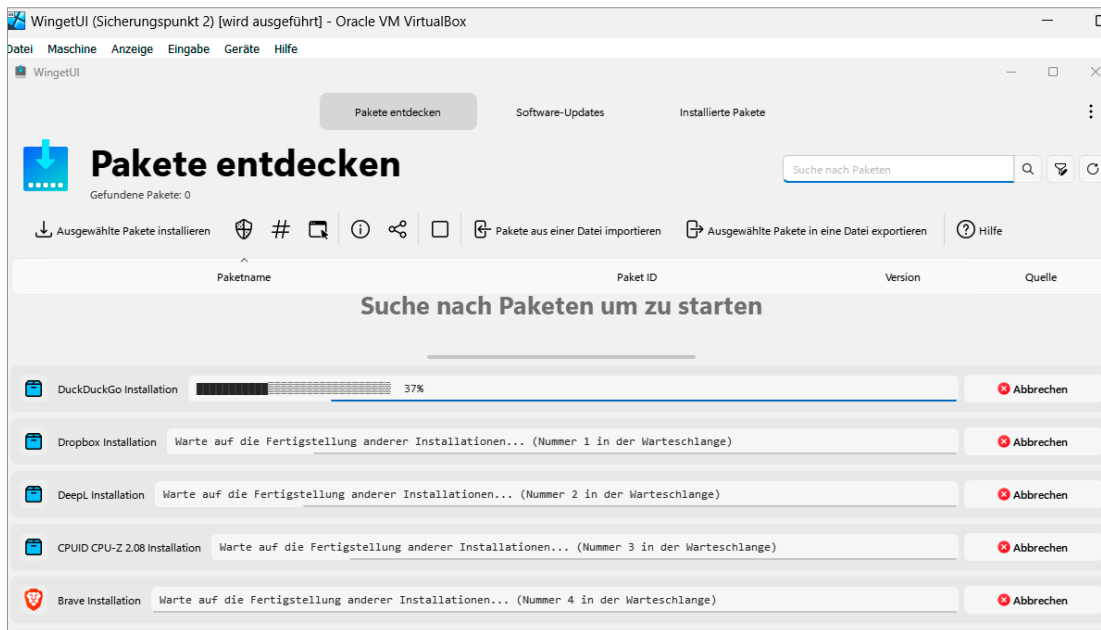 WingetUI (Sicherungspunkt 2) [wird ausgeführt] - Oracle VM VirtualBox
Datei Maschine Anzeige Eingabe Geräte Hilfe
WingetUI
Pakete entdecken Software-Updates Installierte Pakete
Pakete entdecken
Suche nach Paketen
Gefundene Pakete: 0
Ausgewählte Pakete installieren # Pakete aus einer Datei importieren Ausgewählte Pakete in eine Datei exportieren Hilfe
Paketname Paket ID Version Quelle
Suche nach Paketen um zu starten
DuckDuckGo Installation 37% Abbrechen
Dropbox Installation Warte auf die Fertigstellung anderer Installationen... (Nummer 1 in der Warteschlange) Abbrechen
DeepL Installation Warte auf die Fertigstellung anderer Installationen... (Nummer 2 in der Warteschlange) Abbrechen
CPUID CPU-Z 2.08 Installation Warte auf die Fertigstellung anderer Installationen... (Nummer 3 in der Warteschlange) Abbrechen
Brave Installation Warte auf die Fertigstellung anderer Installationen... (Nummer 4 in der Warteschlange) Abbrechen